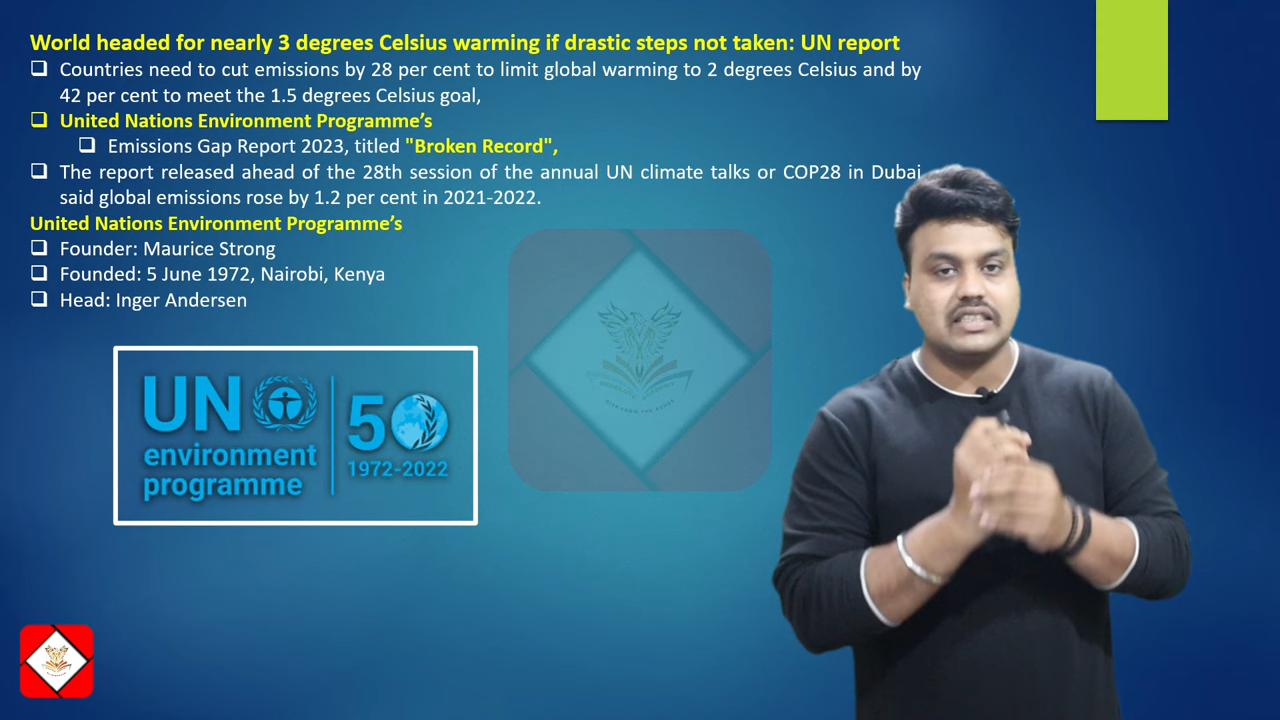 World headed for nearly 3 degrees Celsius warming if drastic steps not taken: UN report
Countries need to cut emissions by 28 per cent to limit global warming to 2 degrees Celsius and by
42 per cent to meet the 1.5 degrees Celsius goal,
United Nations Environment Programme’s
Emissions Gap Report 2023, titled "Broken Record",
The report released ahead of the 28th session of the annual UN climate talks or COP28 in Dubai
said global emissions rose by 1.2 per cent in 2021-2022.
United Nations Environment Programme’s
Founder: Maurice Strong
Founded: 5 June 1972, Nairobi, Kenya
Head: Inger Andersen
UN
environment
programme
50
1972-2022